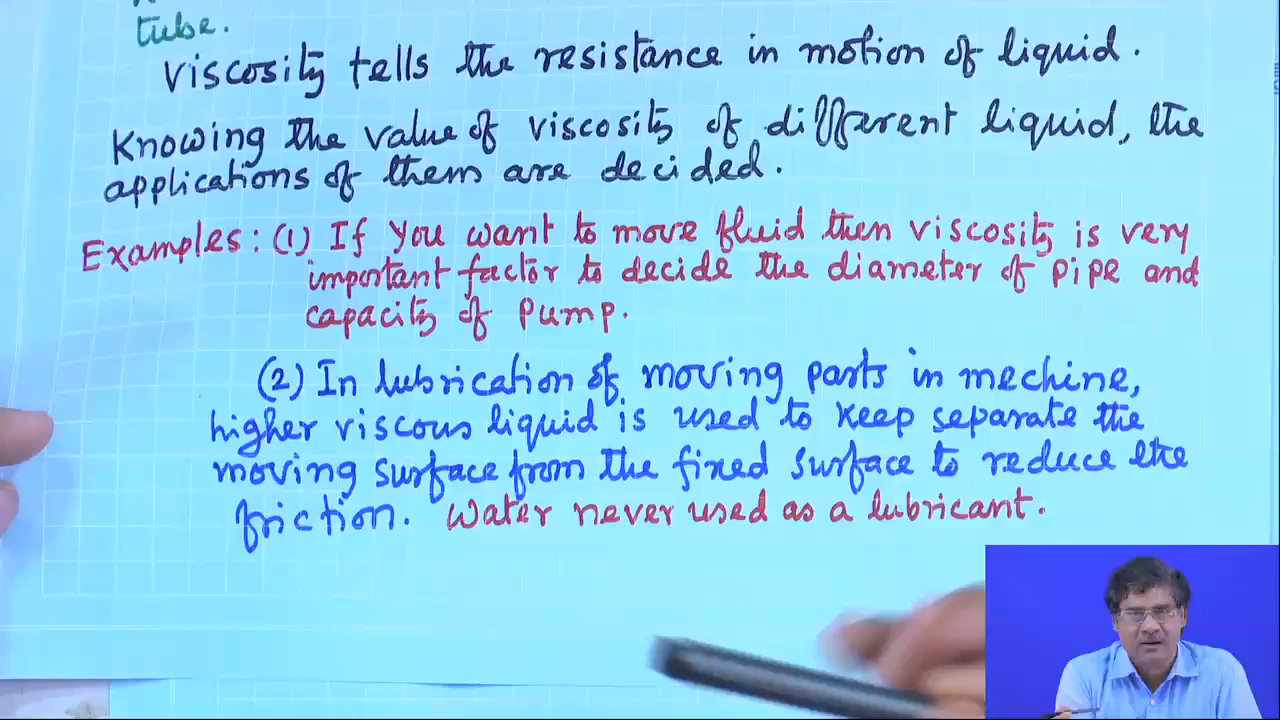 tube.
Viscosity tells the resistance in motion of liquid.
Knowing the value of viscosity of different liquid, the
applications of them are decided.
Examples: (1) If you want to move fluid then viscosity is very
important factor to decide the diameter of pipe and
capacity of pump.
(2) In lubrication of moving parts in mechine,
higher viscous liquid is used to keep separate the
moving surface from the fixed surface to reduce the
friction. Water never used as a lubricant.